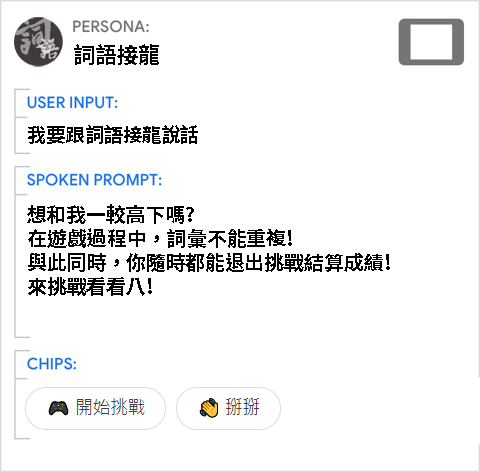 詞語
PERSONA:
詞語接龍
USER INPUT:
我要跟詞語接龍說話
SPOKEN PROMPT:
想和我一較高下嗎?
在遊戲過程中，詞彙不能重複!
與此同時，你隨時都能退出挑戰結算成績!
來挑戰看看八!
CHIPS:
🎮 開始挑戰
👏 掰掰